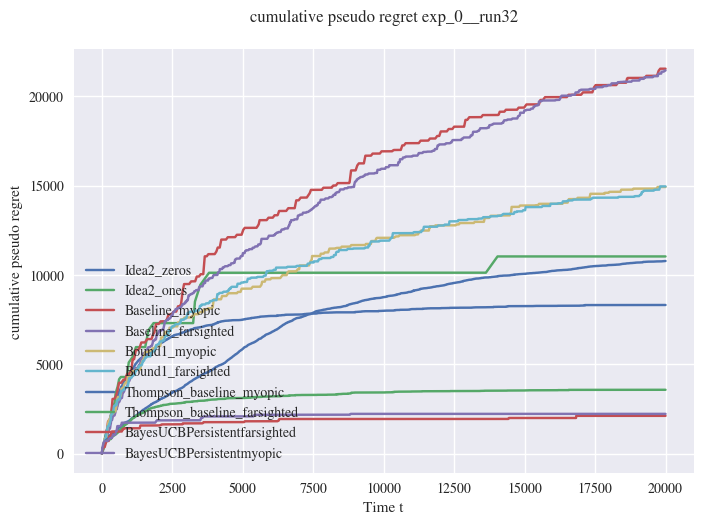 cumulative pseudo regret exp_0__run32
cumulative pseudo regret
20000
15000
10000
5000
0
Idea2_zeros
Idea2_ones
Baseline_myopic
Baseline_farsighted
Bound1_myopic
Bound1_farsighted
Thompson_baseline_myopic
Thompson_baseline_farsighted
BayesUCBPersistentfarsighted
BayesUCBPersistentmyopic
0 2500 5000 7500 10000 12500 15000 17500 20000
Time t